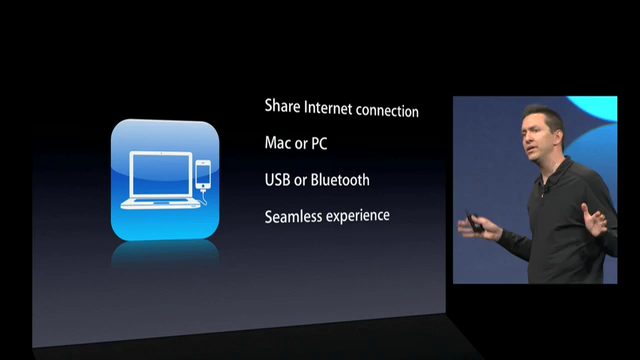 Share Internet connection
Mac or PC
USB or Bluetooth
Seamless experience